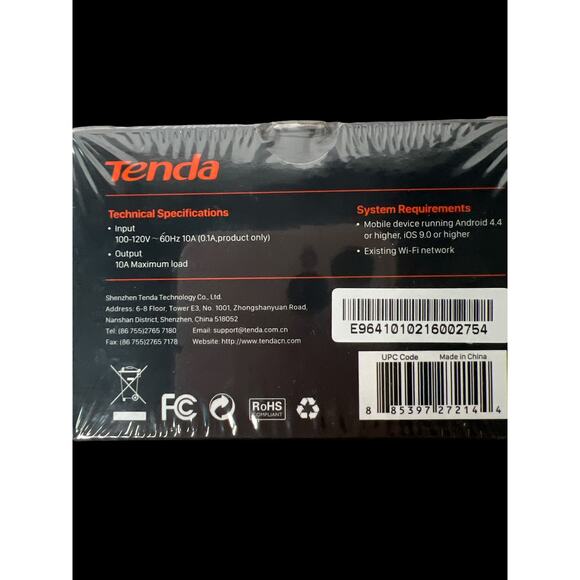 Tenda
Technical Specifications
• Input
100-120V ~ 60Hz 10A (0.1A,product only)
• Output
10A Maximum load
System Requirements
• Mobile device running Android 4.4
or higher, iOS 9.0 or higher
• Existing Wi-Fi network
Shenzhen Tenda Technology Co., Ltd.
Address: 6-8 Floor, Tower E3, No. 1001, Zhongshanyuan Road,
Nanshan District, Shenzhen, China 518052
Tel: (86 755)2765 7180 Email: support@tenda.com.cn
Fax: (86 755)2765 7178 Website: http://www.tendacn.com
E9641010216002754
UPC Code Made in China
8 85397 27214 4
FC
RoHS
COMPLIANT